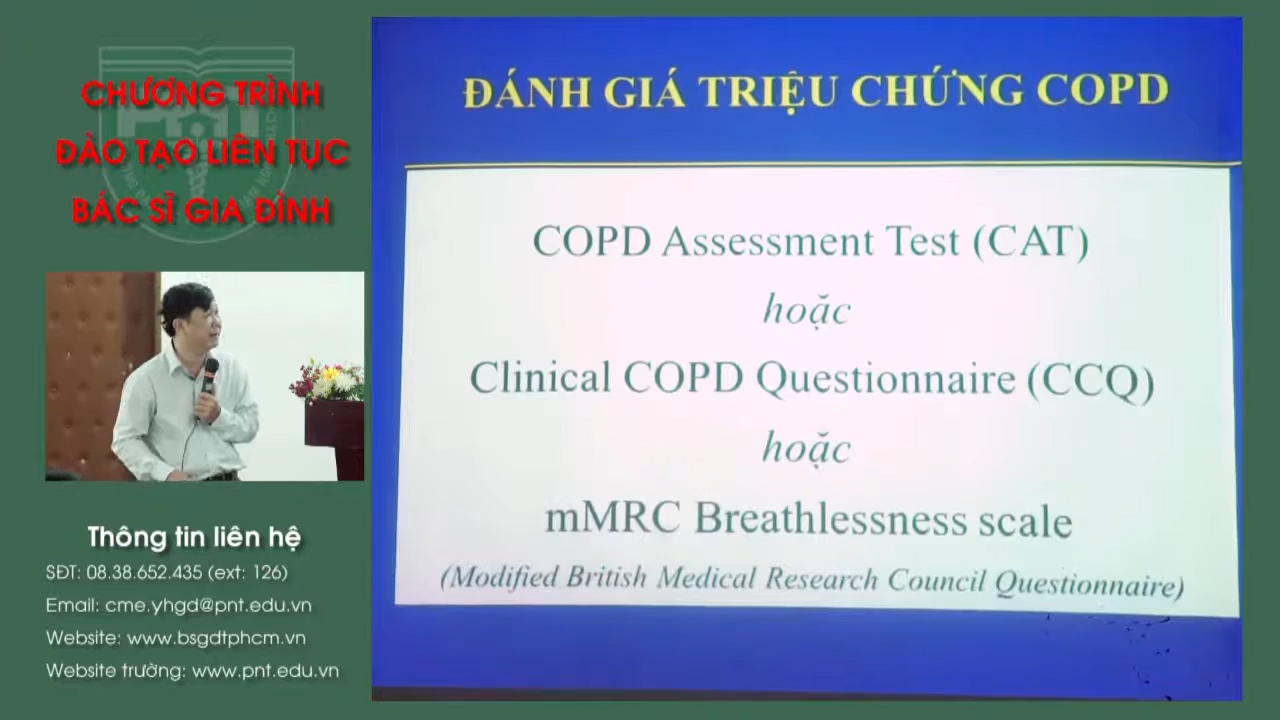 CHƯƠNG TRÌNH
ĐÀO TẠO LIÊN TỤC
BÁC SĨ GIA ĐÌNH
Thông tin liên hệ
SĐT: 08.38.652.435 (ext: 126)
Email: cme.yhgd@pnt.edu.vn
Website: www.bsgdtphcm.vn
Website trường: www.pnt.edu.vn
ĐÁNH GIÁ TRIỆU CHỨNG COPD
COPD Assessment Test (CAT)
hoặc
Clinical COPD Questionnaire (CCQ)
hoặc
mMRC Breathlessness scale
(Modified British Medical Research Council Questionnaire)